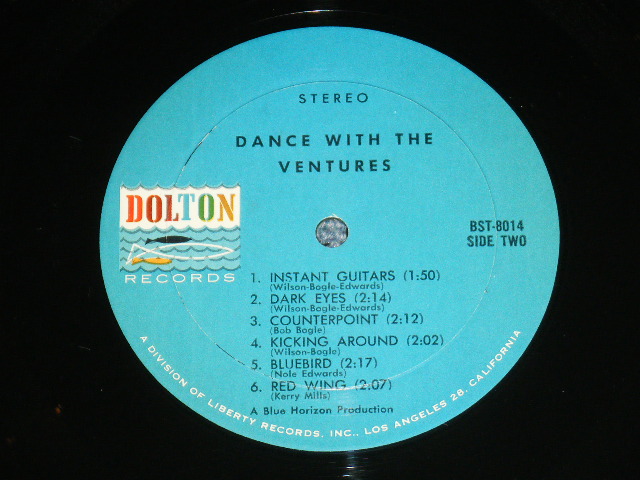 STEREO
DANCE WITH THE
VENTURES
DOLTON
RECORDS
BST-8014
SIDE TWO
1. INSTANT GUITARS (1:50)
(Wilson-Bogle-Edwards)
2. DARK EYES (2:14)
(Wilson-Bogle-Edwards)
3. COUNTERPOINT (2:12)
(Bob Bogle)
4. KICKING AROUND (2:02)
(Wilson-Bogle)
5. BLUEBIRD (2:17)
(Nole Edwards)
6. RED WING (2:07)
(Kerry Mills)
A Blue Horizon Production
A DIVISION OF LIBERTY RECORDS, INC., LOS ANGELES 28, CALIFORNIA